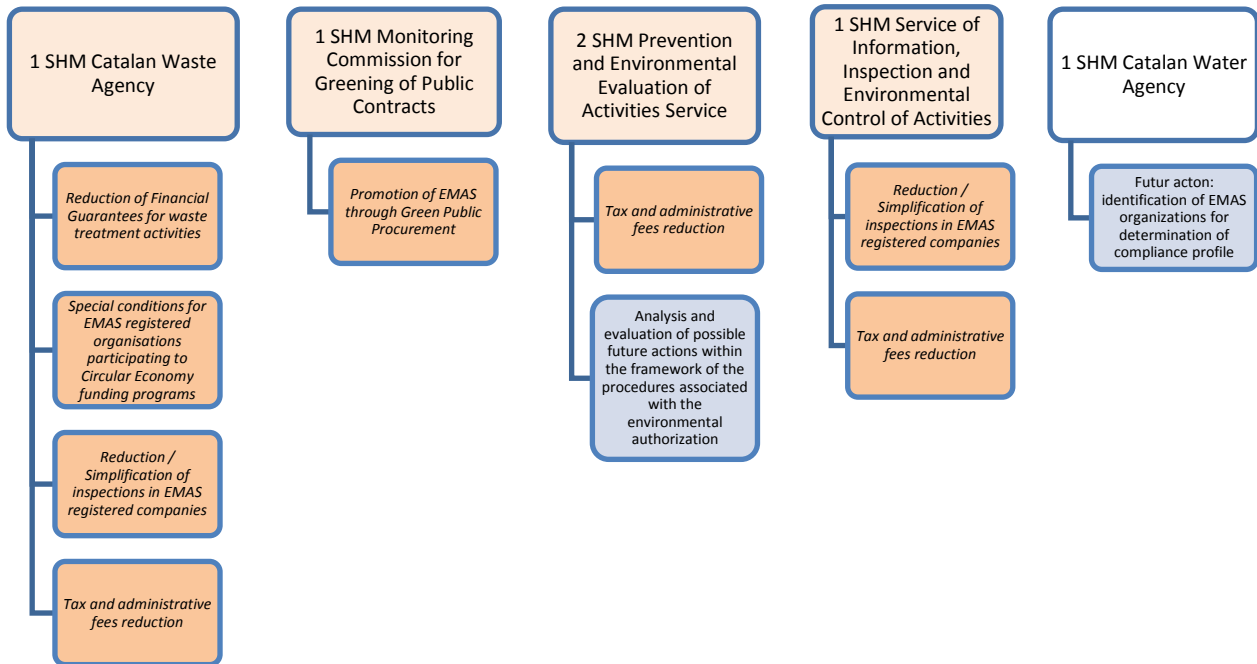 1 SHM Catalan Waste
Agency
Reduction of Financial
Guarantees for waste
treatment activities
Special conditions for
EMAS registered
organisations
participating to
Circular Economy
funding programs
Reduction /
Simplification of
inspections in EMAS
registered companies
Tax and administrative
fees reduction
1 SHM Monitoring
Commission for
Greening of Public
Contracts
Promotion of EMAS
through Green Public
Procurement
2 SHM Prevention
and Environmental
Evaluation of
Activities Service
Tax and administrative
fees reduction
Analysis and
evaluation of possible
future actions within
the framework of the
procedures associated
with the
environmental
authorization
1 SHM Service of
Information,
Inspection and
Environmental
Control of Activities
Reduction /
Simplification of
inspections in EMAS
registered companies
Tax and administrative
fees reduction
1 SHM Catalan Water
Agency
Futur acton:
identification of EMAS
organizations for
determination of
compliance profile